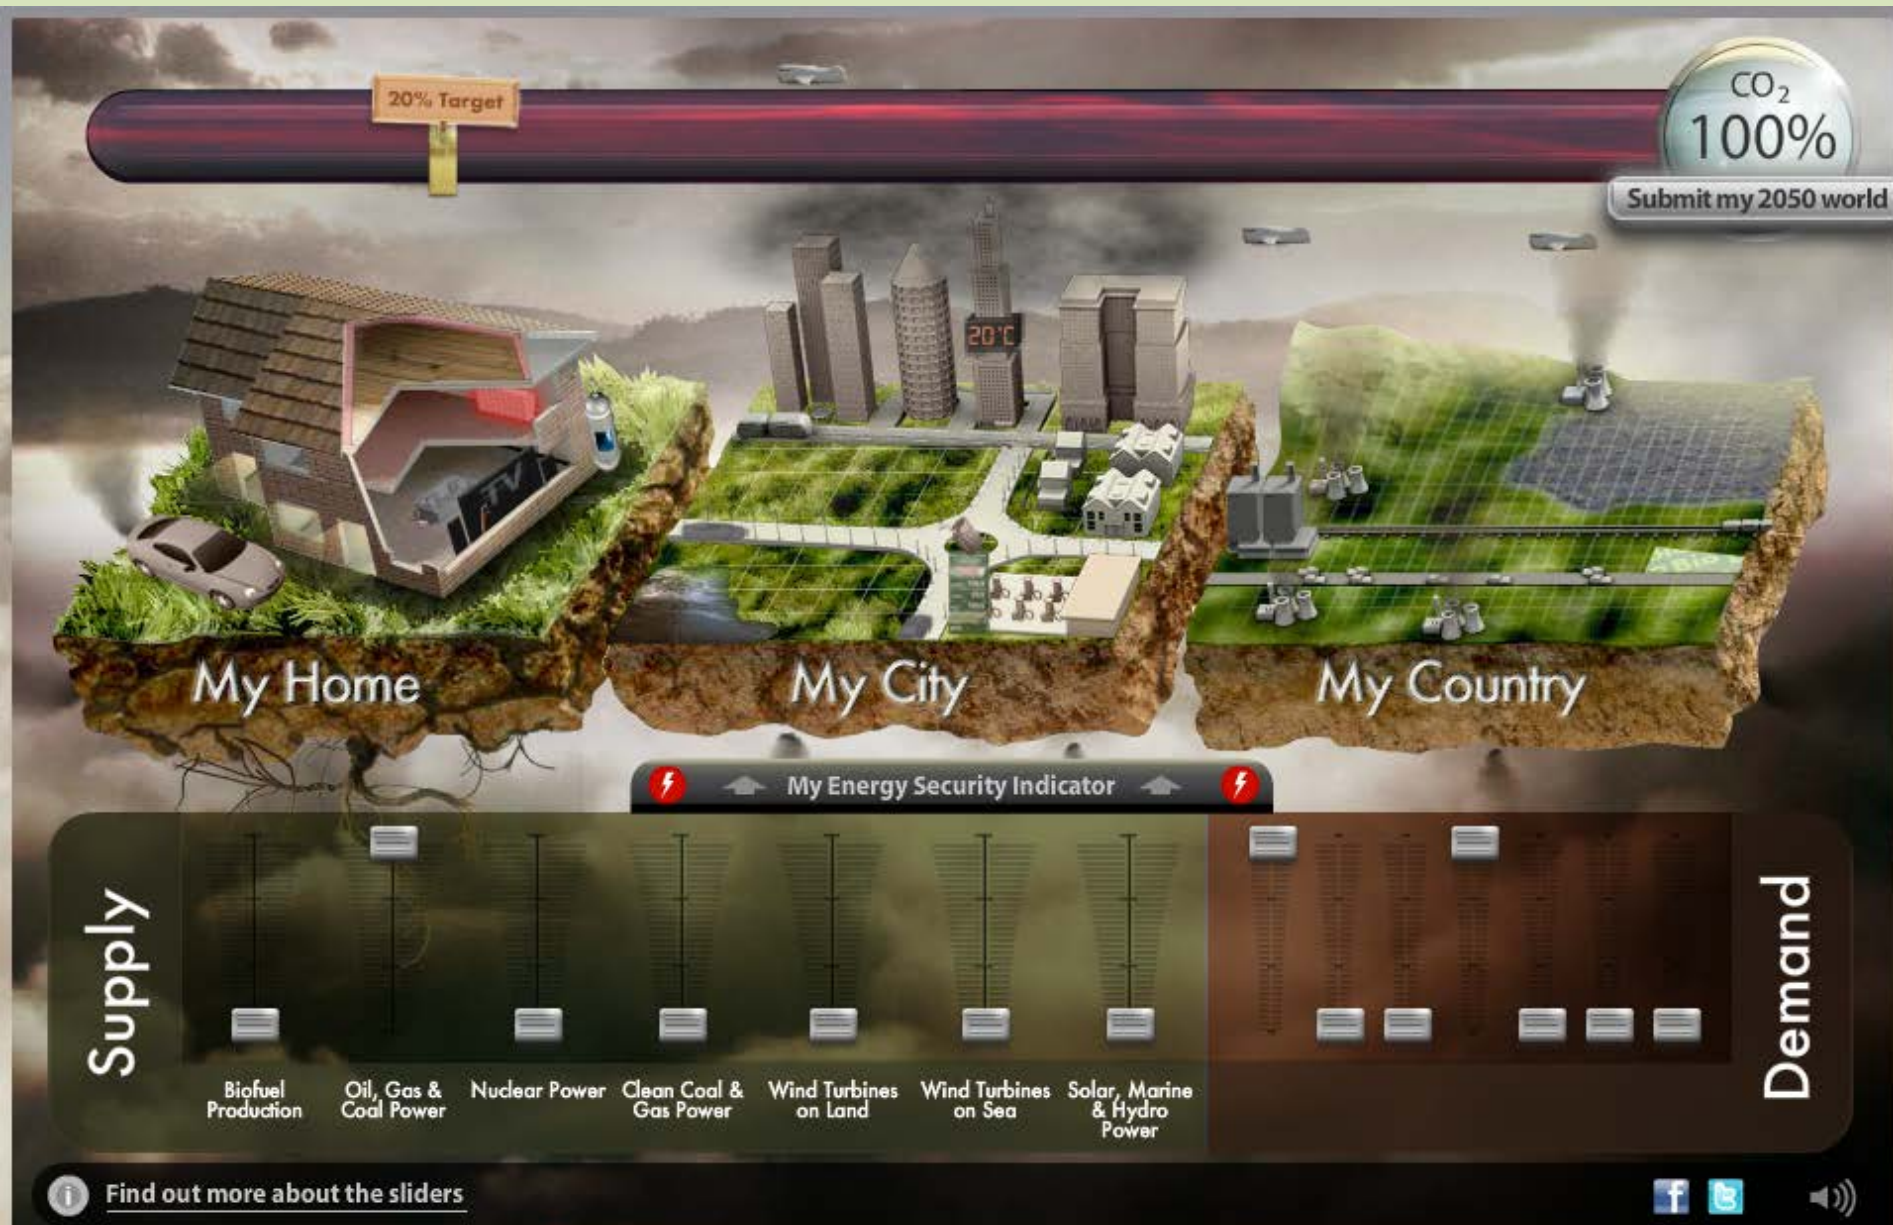 20% Target
CO₂
100%
Submit my 2050 world
20°C
TV
My Home
My City
My Country
My Energy Security Indicator
Supply
Biofuel
Production
Oil, Gas &
Coal Power
Nuclear Power
Clean Coal &
Gas Power
Wind Turbines
on Land
Wind Turbines
on Sea
Solar, Marine
& Hydro
Power
Demand
i
Find out more about the sliders
f